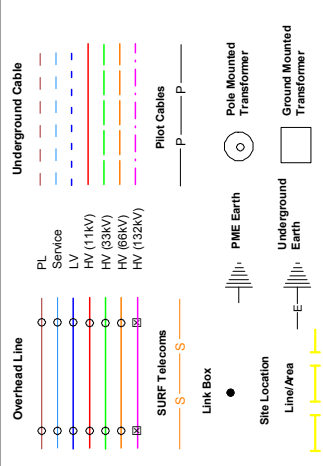 Overhead Line
Underground Cable
PL
Service
LV
HV (11kV)
HV (33kV)
HV (66kV)
HV (132kV)
SURF Telecoms
S S
Pilot Cables
P P
Link Box
PME Earth
Pole Mounted
Transformer
Site Location
Line/Area
E
Underground
Earth
Ground Mounted
Transformer